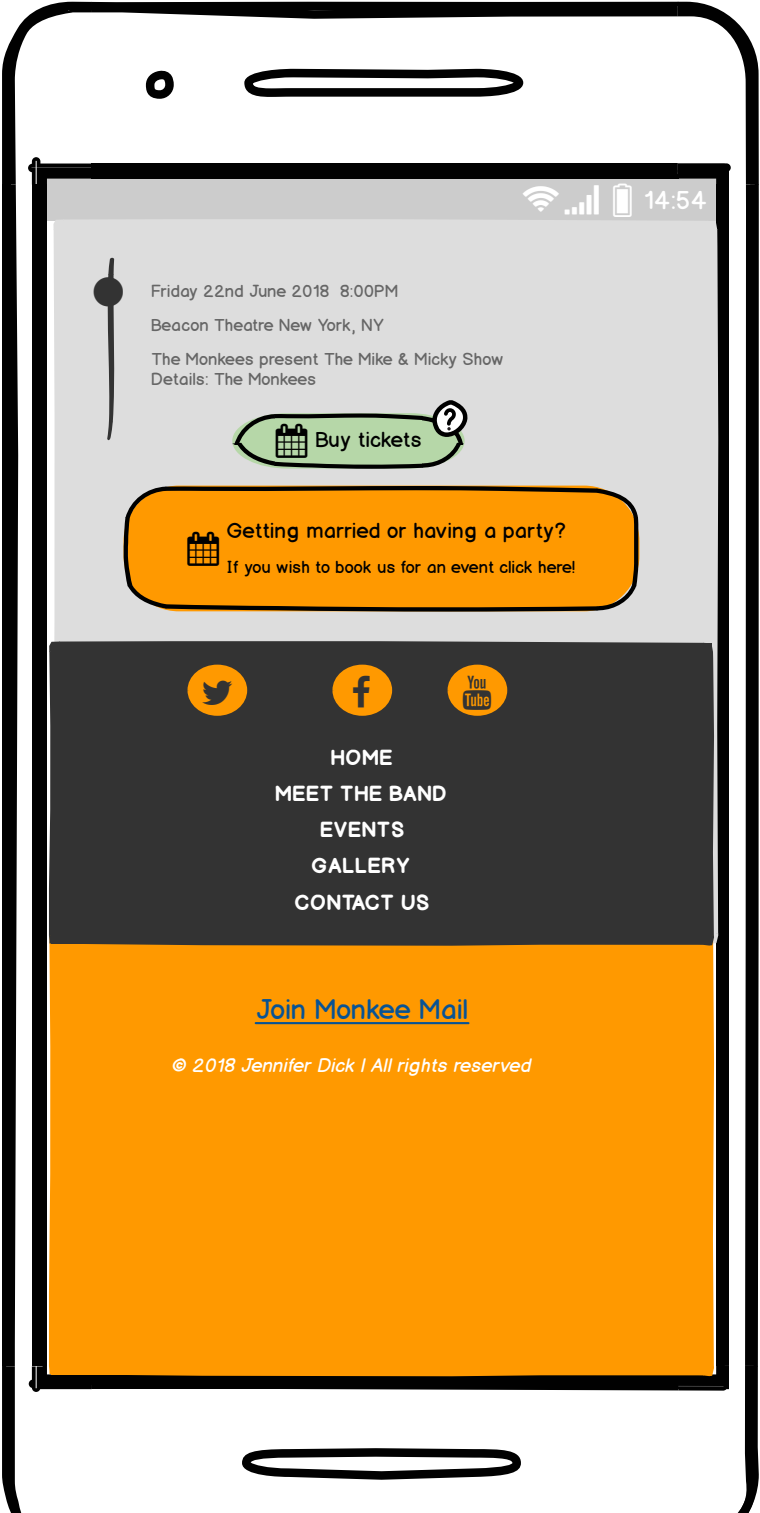 14:54
Friday 22nd June 2018 8:00PM
Beacon Theatre New York, NY
The Monkees present The Mike & Micky Show
Details: The Monkees
?
Buy tickets
Getting married or having a party?
If you wish to book us for an event click here!
You
Tube
HOME
MEET THE BAND
EVENTS
GALLERY
CONTACT US
Join Monkee Mail
© 2018 Jennifer Dick | All rights reserved